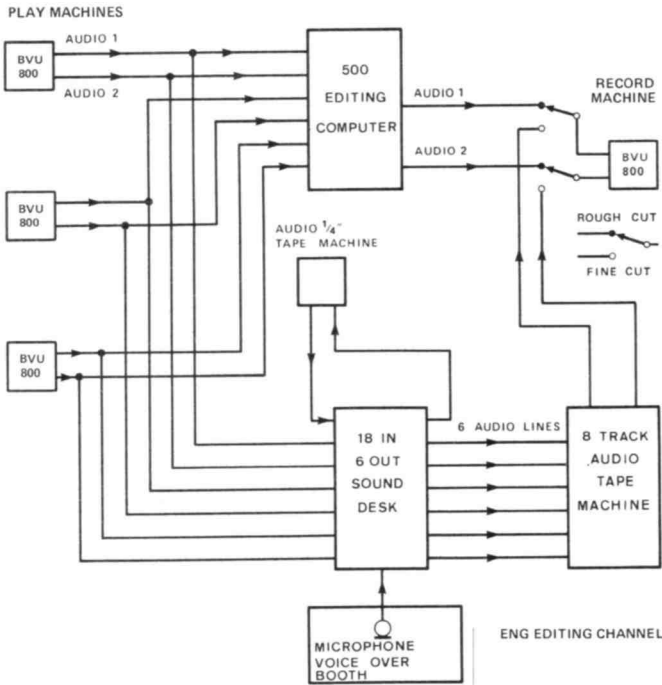 PLAY MACHINES
BVU
800
AUDIO 1
AUDIO 2
500
EDITING
COMPUTER
AUDIO 1
AUDIO 2
RECORD
MACHINE
BVU
800
BVU
800
AUDIO ¼"
TAPE MACHINE
ROUGH CUT
FINE CUT
BVU
800
18 IN
6 OUT
SOUND
DESK
6 AUDIO LINES
8 TRACK
AUDIO
TAPE
MACHINE
MICROPHONE
VOICE OVER
BOOTH
ENG EDITING CHANNEL